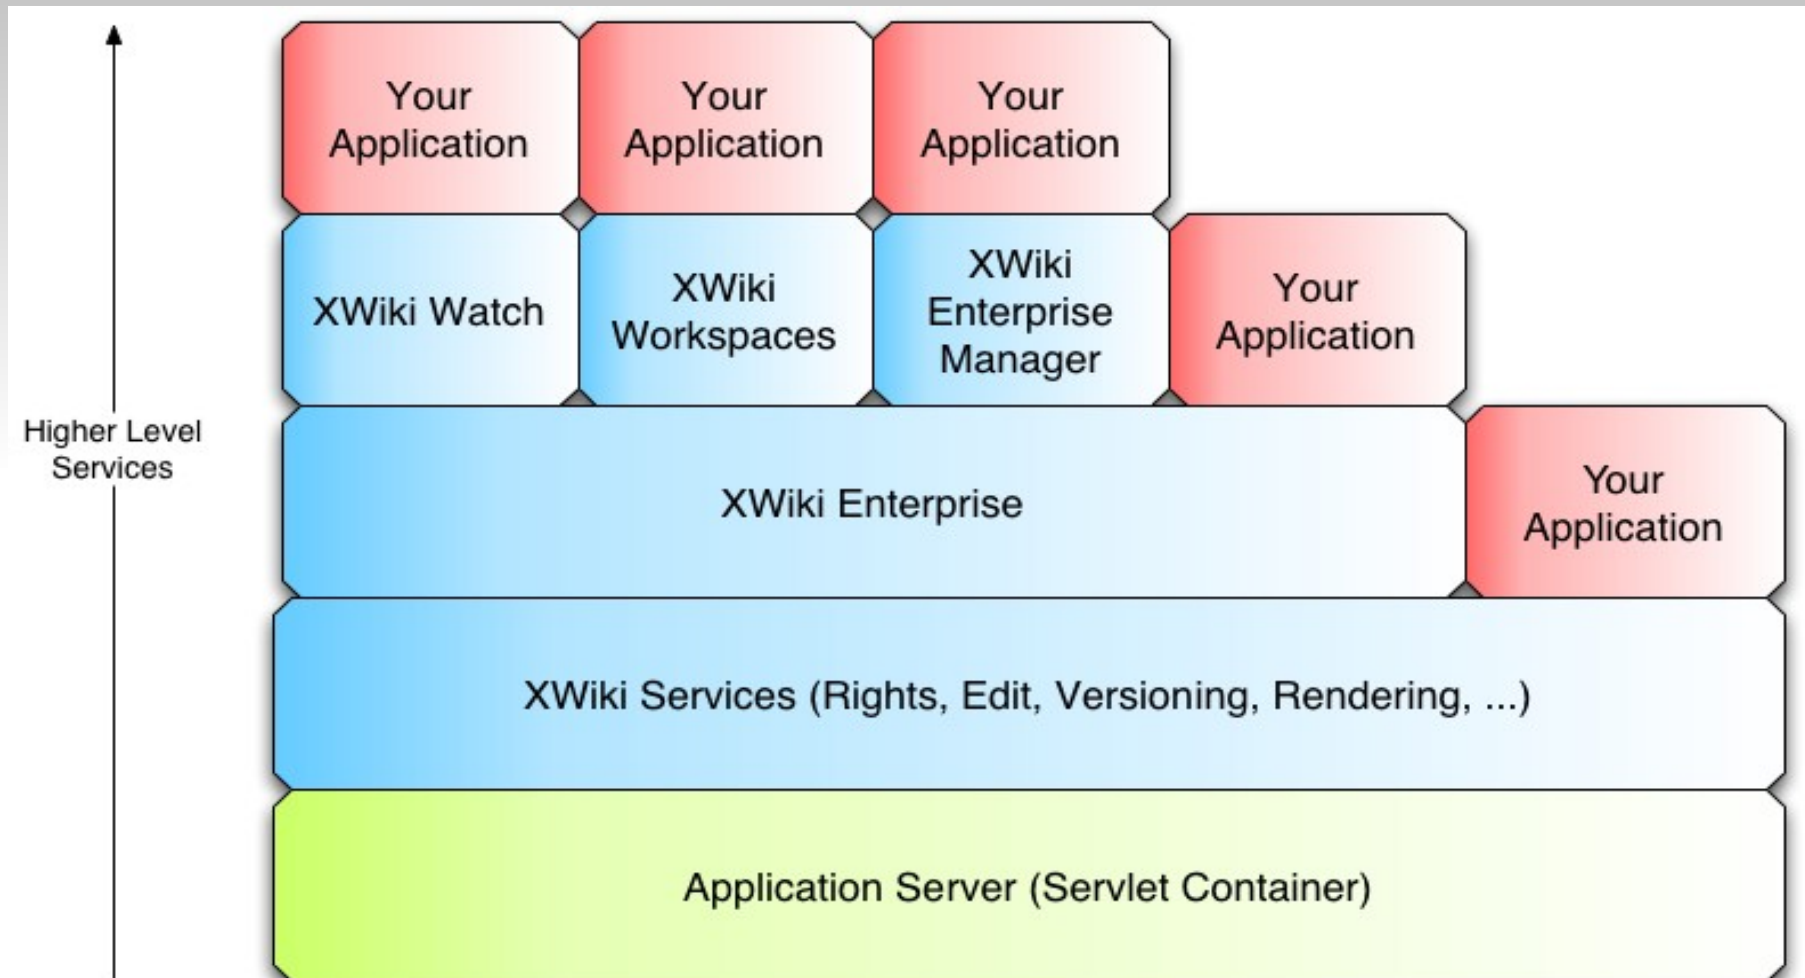 Your
Application
Your
Application
Your
Application
XWiki Watch
XWiki
Workspaces
XWiki
Enterprise
Manager
Your
Application
Higher Level
Services
XWiki Enterprise
Your
Application
XWiki Services (Rights, Edit, Versioning, Rendering, ...)
Application Server (Servlet Container)